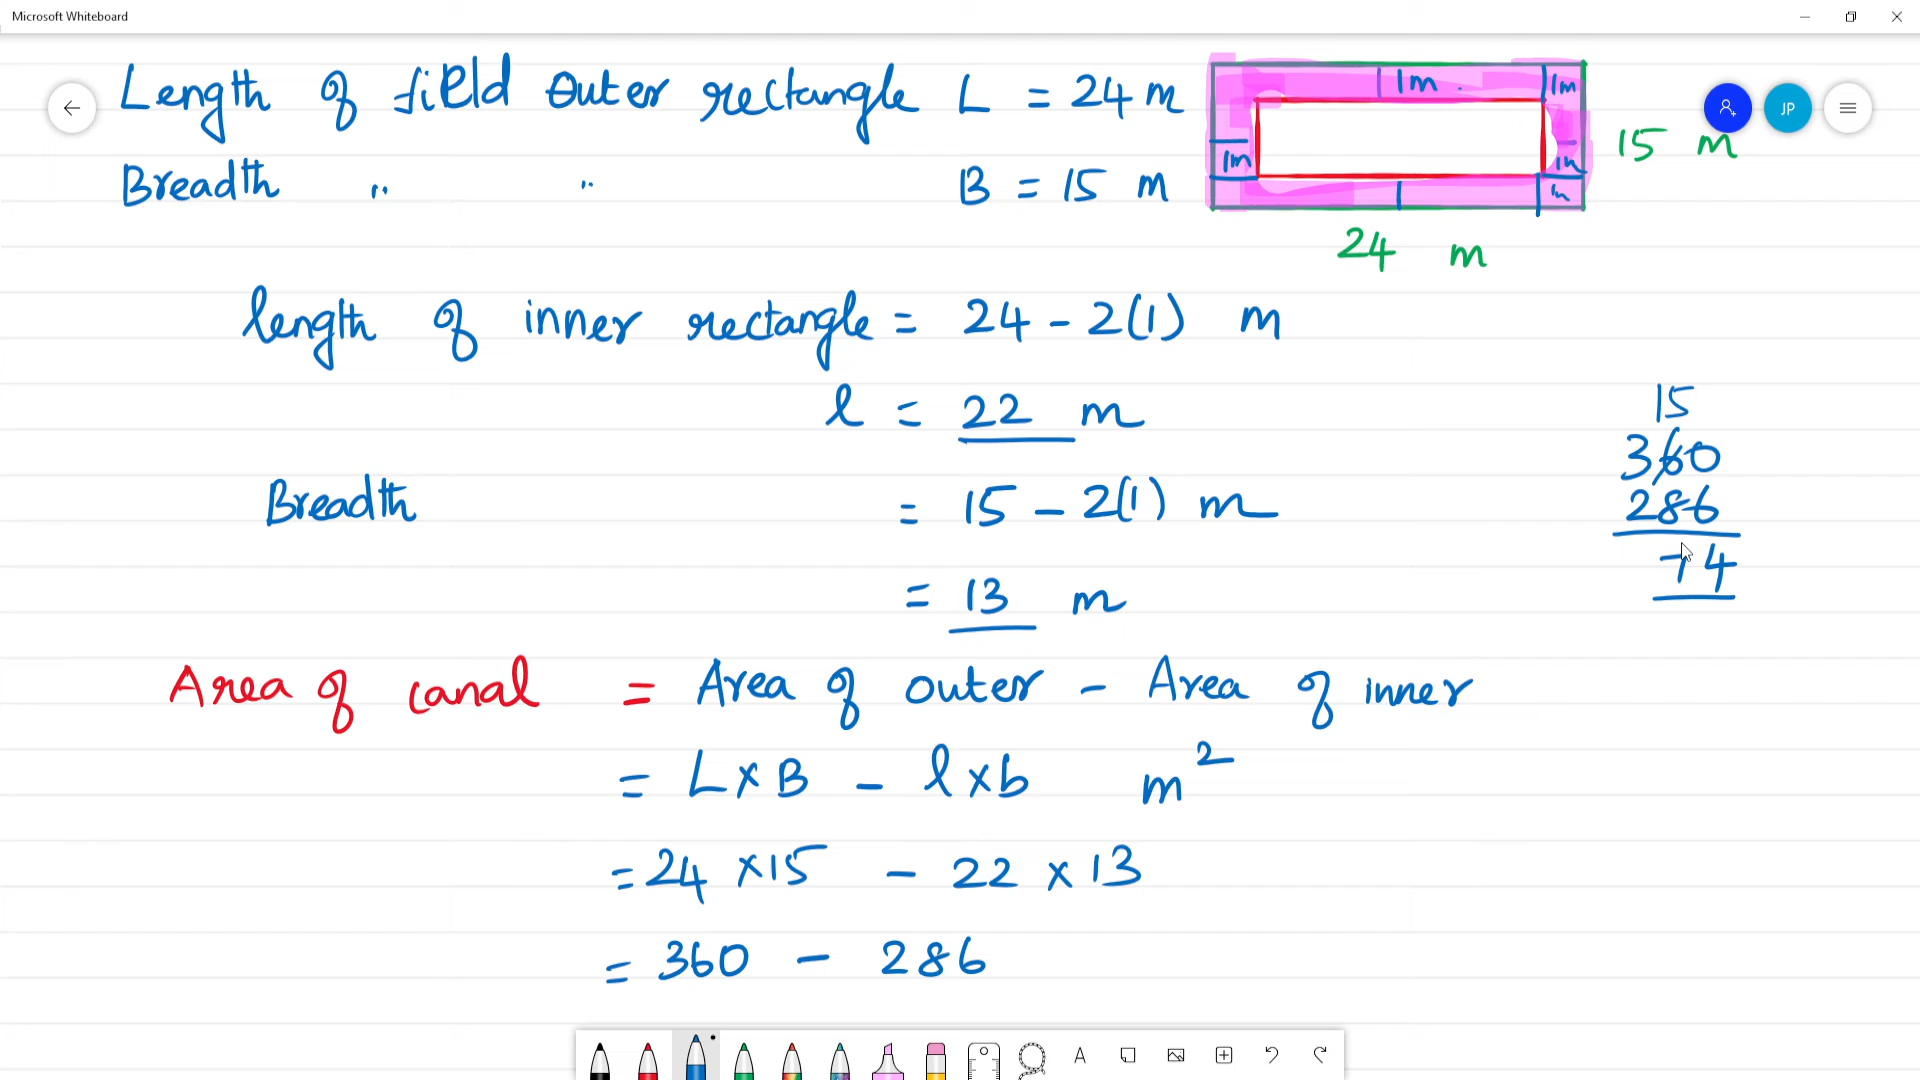 Microsoft Whiteboard
Length of field outer rectangle L = 24 m
Breadth " " B = 15 m
1m 1m
1m 1m
1m
15 m
24 m
JP
length of inner rectangle = 24 - 2(1) m
l = 22 m
Breadth = 15 - 2(1) m
= 13 m
15
360
286
74
Area of canal = Area of outer - Area of inner
= L×B - l×b m²
= 24 ×15 - 22 × 13
= 360 - 286
A